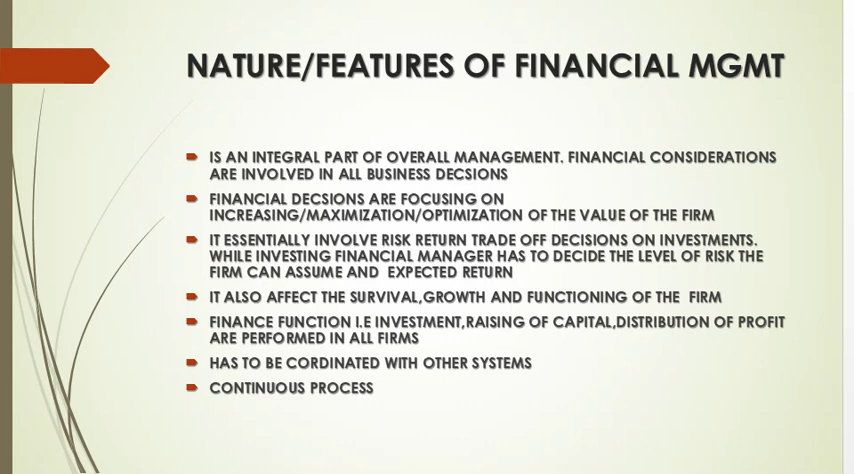 NATURE/FEATURES OF FINANCIAL MGMT
IS AN INTEGRAL PART OF OVERALL MANAGEMENT. FINANCIAL CONSIDERATIONS
ARE INVOLVED IN ALL BUSINESS DECSIONS
FINANCIAL DECSIONS ARE FOCUSING ON
INCREASING/MAXIMIZATION/OPTIMIZATION OF THE VALUE OF THE FIRM
IT ESSENTIALLY INVOLVE RISK RETURN TRADE OFF DECISIONS ON INVESTMENTS.
WHILE INVESTING FINANCIAL MANAGER HAS TO DECIDE THE LEVEL OF RISK THE
FIRM CAN ASSUME AND  EXPECTED RETURN
IT ALSO AFFECT THE SURVIVAL,GROWTH AND FUNCTIONING OF THE  FIRM
FINANCE FUNCTION I.E INVESTMENT,RAISING OF CAPITAL,DISTRIBUTION OF PROFIT
ARE PERFORMED IN ALL FIRMS
HAS TO BE CORDINATED WITH OTHER SYSTEMS
CONTINUOUS PROCESS